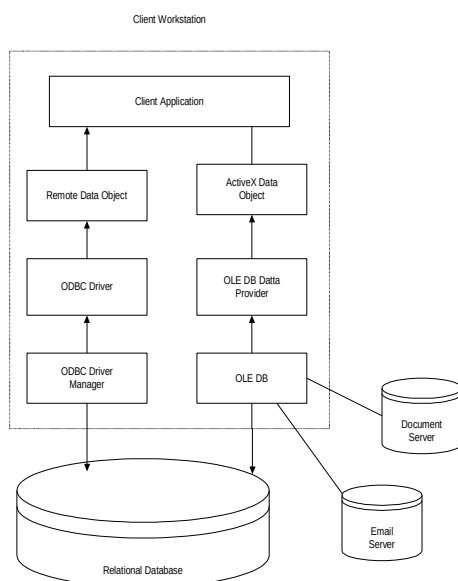 Client Workstation
Client Application
Remote Data Object
ActiveX Data
Object
ODBC Driver
OLE DB Datta
Provider
ODBC Driver
Manager
OLE DB
Document
Server
Email
Server
Relational Database